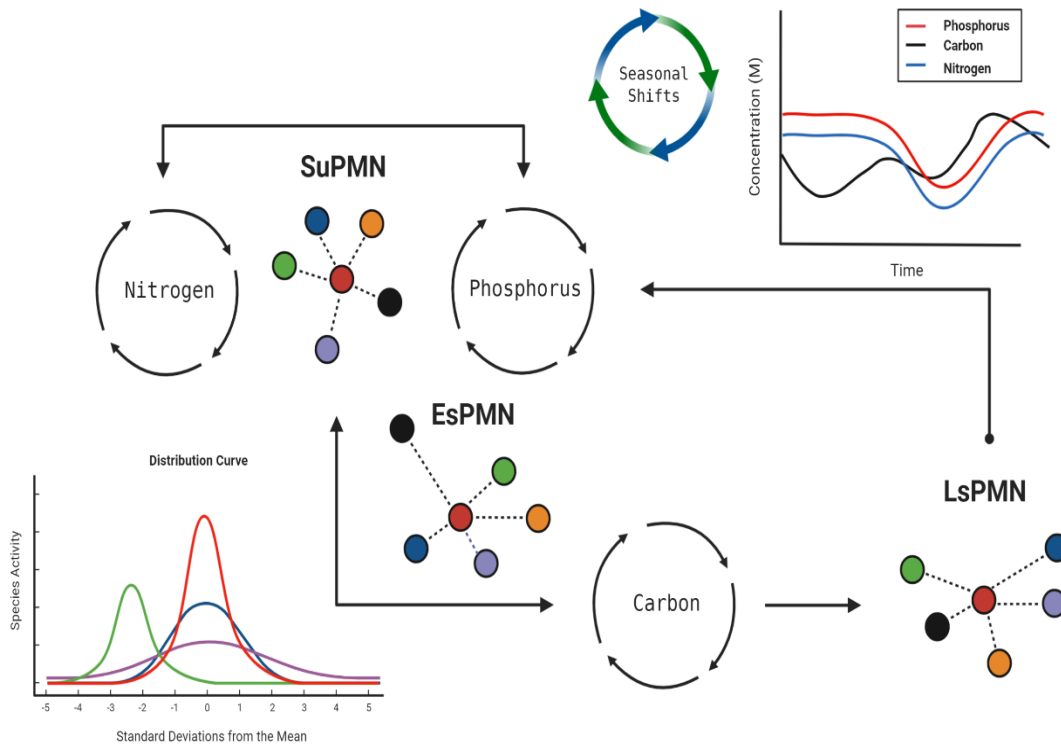 Seasonal
Shifts
Concentration (M)
Phosphorus
Carbon
Nitrogen
Time
SuPMN
Nitrogen
Phosphorus
EsPMN
Distribution Curve
Species Activity
-5 -4 -3 -2 -1 0 1 2 3 4 5
Standard Deviations from the Mean
Carbon
LsPMN